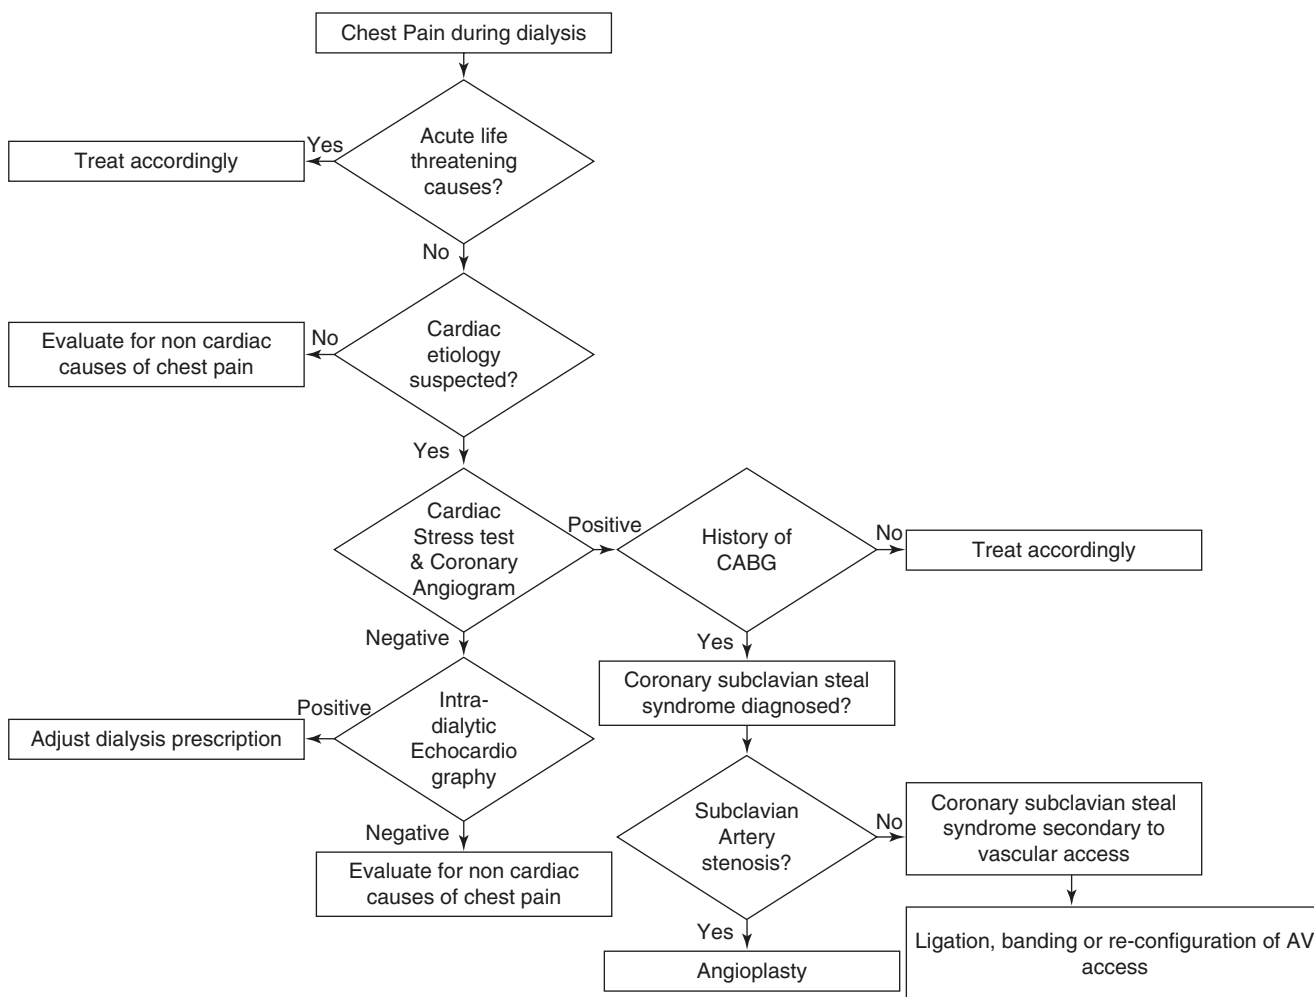 Chest Pain during dialysis
Acute life
threatening
causes?
Yes
Treat accordingly
No
Cardiac
etiology
suspected?
No
Evaluate for non cardiac
causes of chest pain
Yes
Cardiac
Stress test
& Coronary
Angiogram
Positive
History of
CABG
No
Treat accordingly
Negative
Yes
Intra-
dialytic
Echocardio
graphy
Positive
Adjust dialysis prescription
Negative
Evaluate for non cardiac
causes of chest pain
Coronary subclavian steal
syndrome diagnosed?
Subclavian
Artery
stenosis?
No
Coronary subclavian steal
syndrome secondary to
vascular access
Yes
Angioplasty
Ligation, banding or re-configuration of AV
access